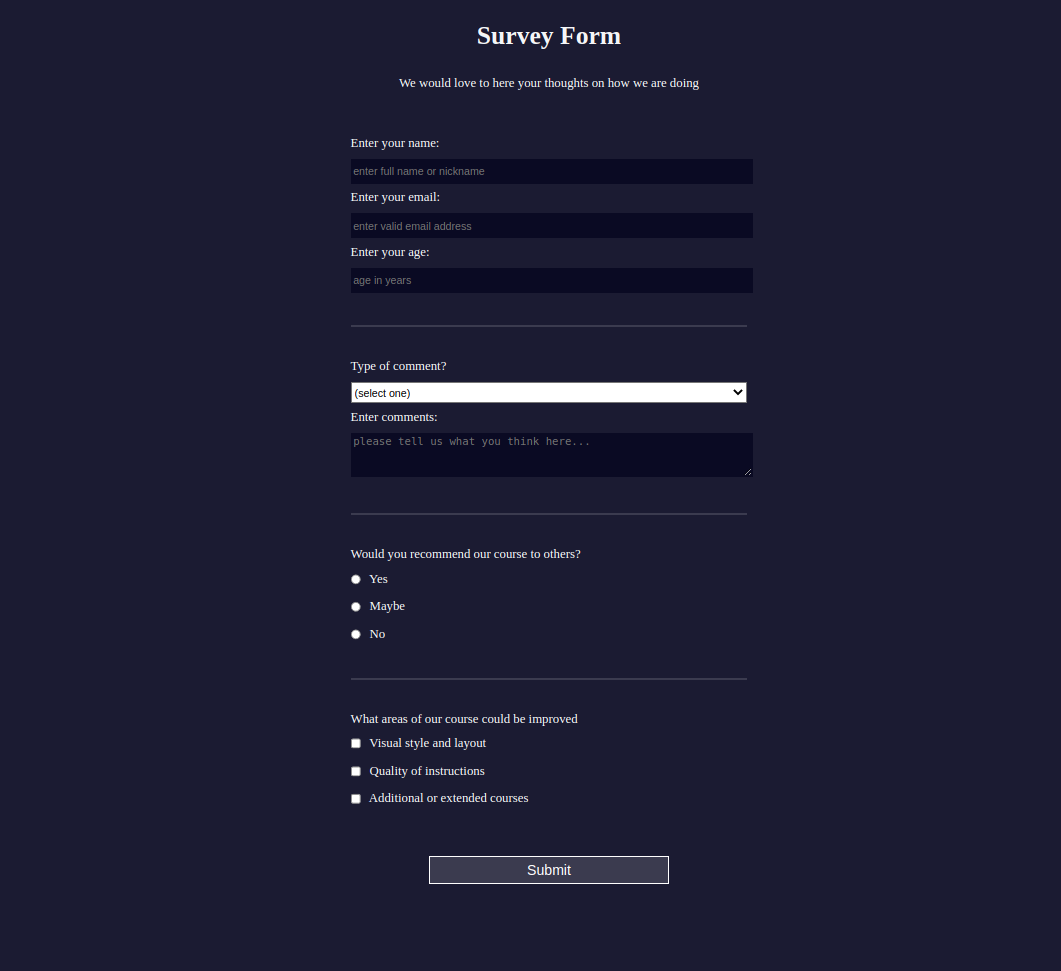 Survey Form
We would love to here your thoughts on how we are doing
Enter your name:
enter full name or nickname
Enter your email:
enter valid email address
Enter your age:
age in years
Type of comment?
(select one)
Enter comments:
please tell us what you think here...
Would you recommend our course to others?
Yes
Maybe
No
What areas of our course could be improved
Visual style and layout
Quality of instructions
Additional or extended courses
Submit